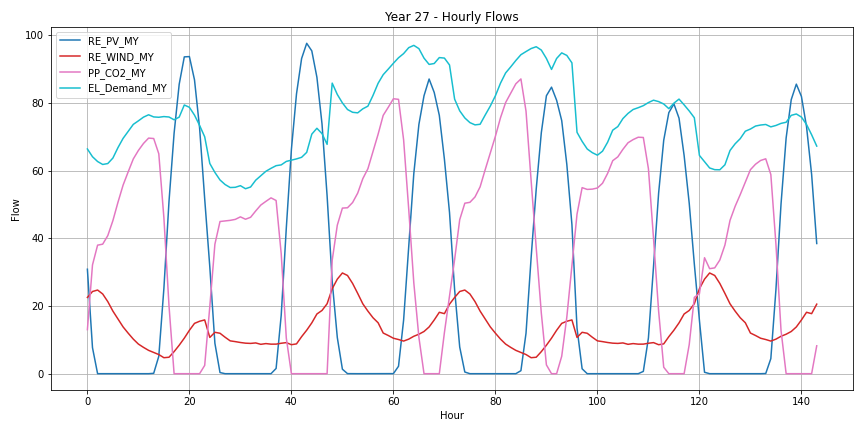 Year 27 - Hourly Flows
RE_PV_MY
RE_WIND_MY
PP_CO2_MY
EL_Demand_MY
Flow
100
80
60
40
20
0
0 20 40 60 80 100 120 140
Hour